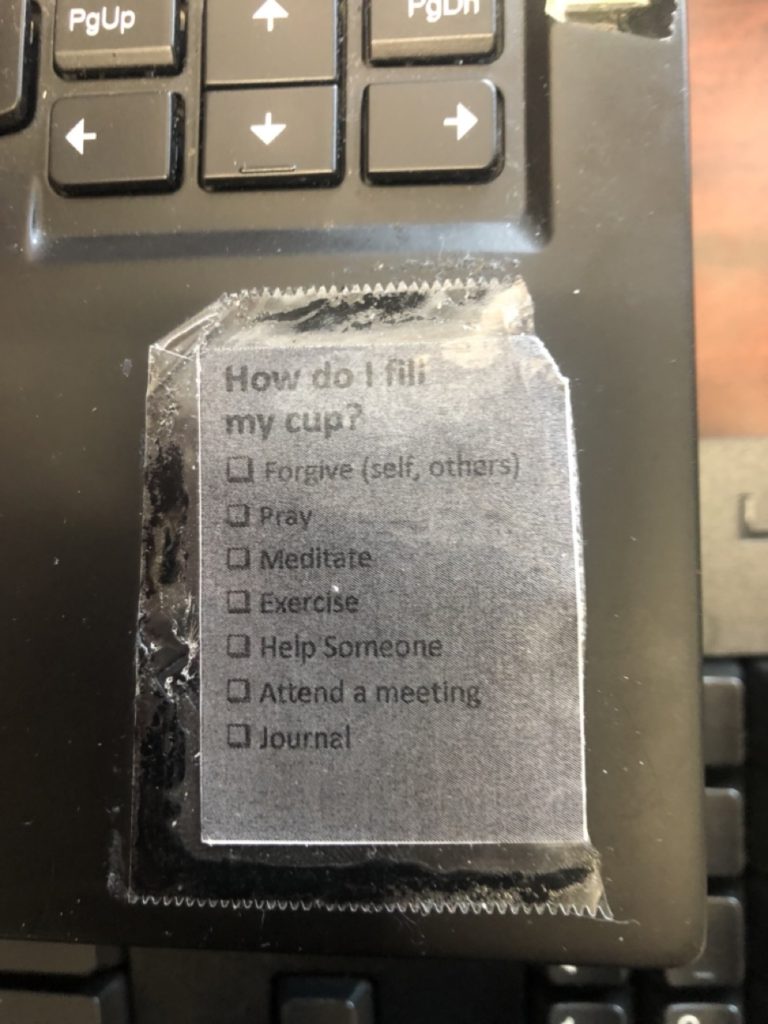 PgUp
PgDn
How do I fill
my cup?
Forgive (self, others)
Pray
Meditate
Exercise
Help Someone
Attend a meeting
Journal